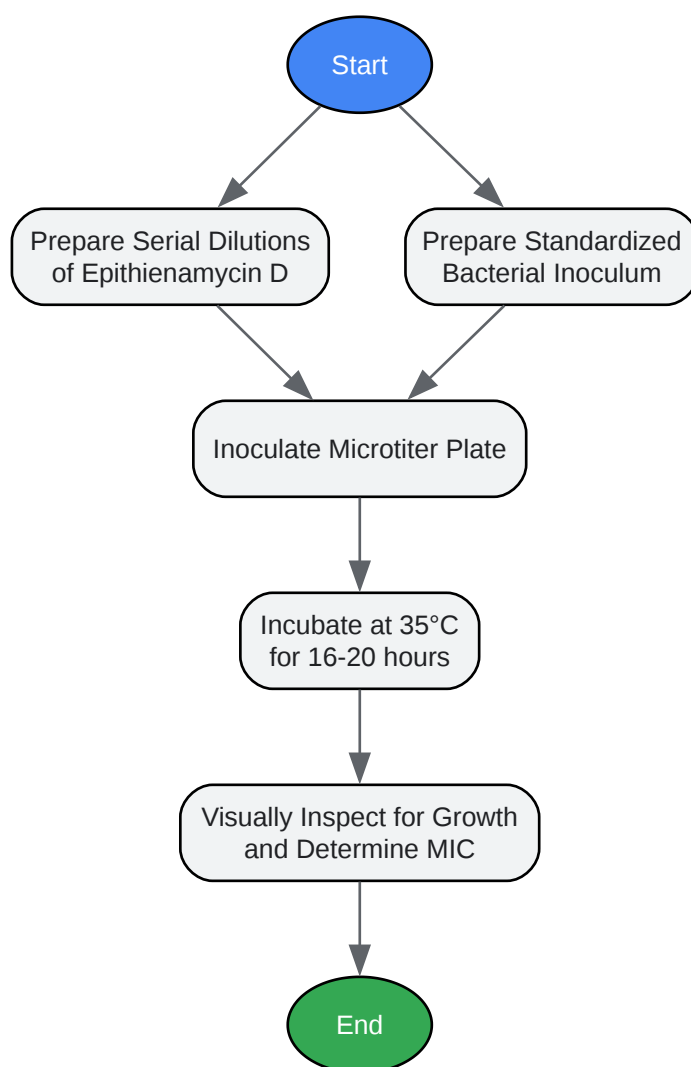 Start
Prepare Serial Dilutions
of Epithienamycin D
Prepare Standardized
Bacterial Inoculum
Inoculate Microtiter Plate
Incubate at 35°C
for 16-20 hours
Visually Inspect for Growth
and Determine MIC
End